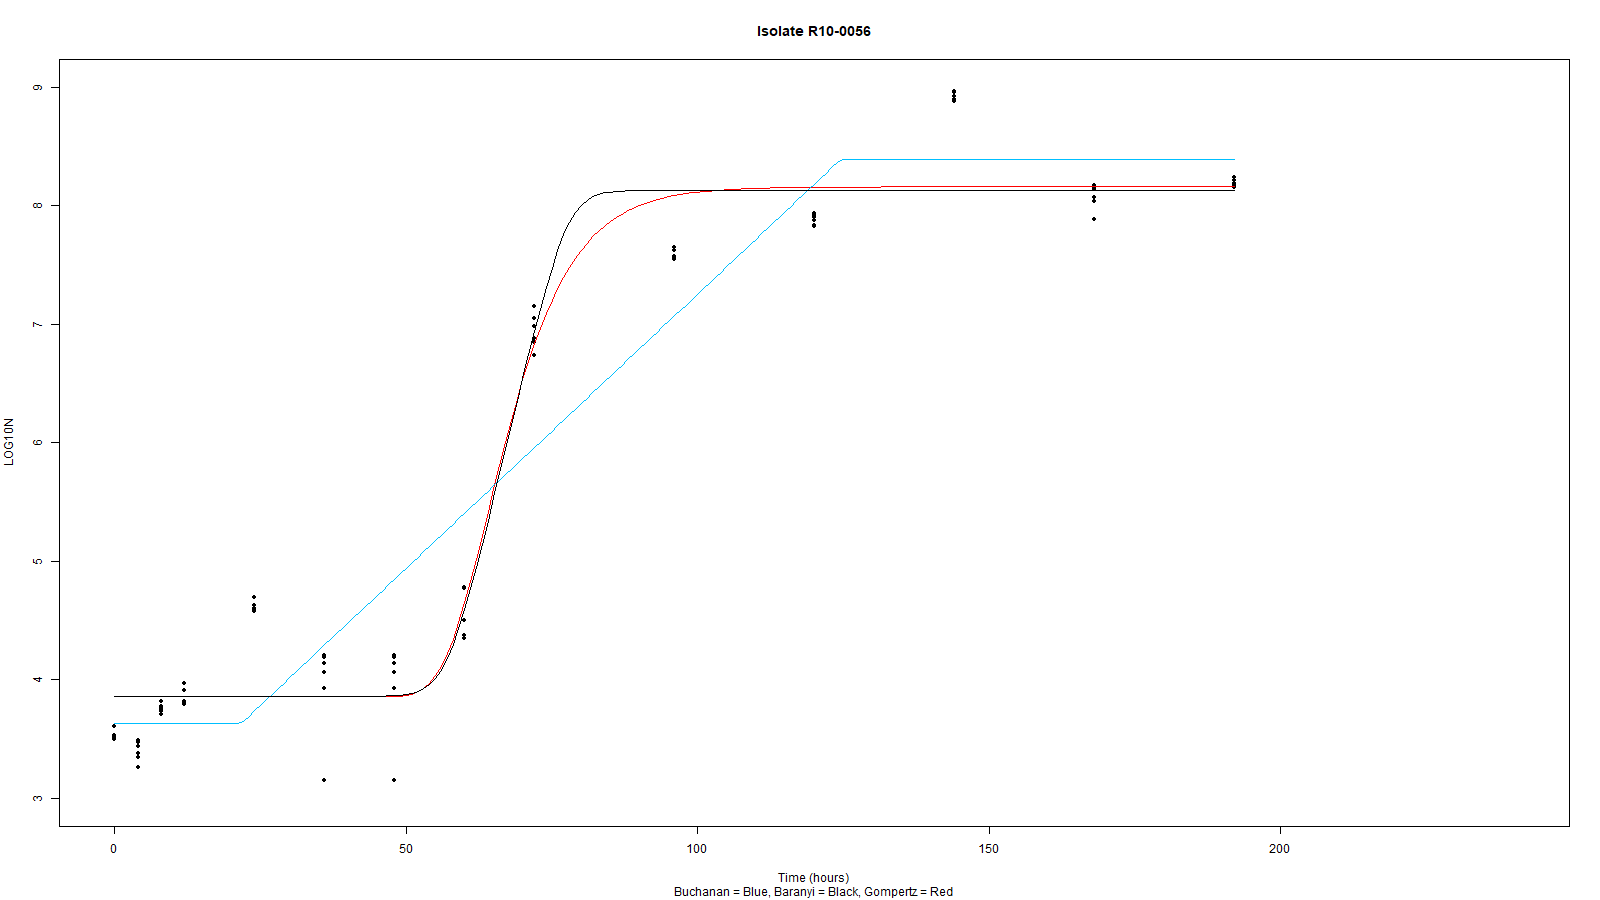 Isolate R10-0056
9
8
7
6
5
4
3
LOG10N
0 50 100 150 200
Time (hours)
Buchanan = Blue, Baranyi = Black, Gompertz = Red